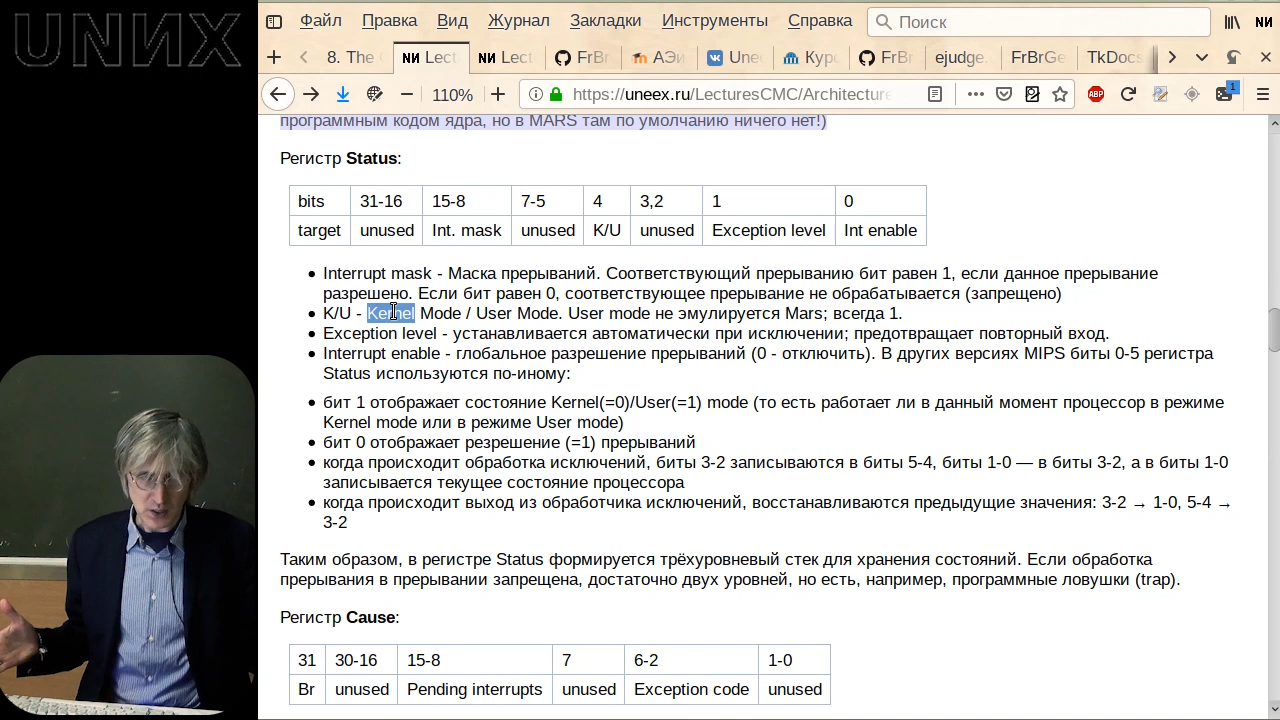 UNИX
Файл Правка Вид Журнал Закладки Инструменты Справка Поиск
8. The Lect Lect FrBr АЭи Une Курс FrBr ejudge. FrBrGe TkDocs
110% https://uneex.ru/LecturesCMC/Architecture ABP 1
программным кодом ядра, но в MARS там по умолчанию ничего нет!)
Регистр Status:
bits 31-16 15-8 7-5 4 3,2 1 0
target unused Int. mask unused K/U unused Exception level Int enable
Interrupt mask - Маска прерываний. Соответствующий прерыванию бит равен 1, если данное прерывание
разрешено. Если бит равен 0, соответствующее прерывание не обрабатывается (запрещено)
K/U - Kernel Mode / User Mode. User mode не эмулируется Mars; всегда 1.
Exception level - устанавливается автоматически при исключении; предотвращает повторный вход.
Interrupt enable - глобальное разрешение прерываний (0 - отключить). В других версиях MIPS биты 0-5 регистра
Status используются по-иному:
бит 1 отображает состояние Kernel(=0)/User(=1) mode (то есть работает ли в данный момент процессор в режиме
Kernel mode или в режиме User mode)
бит 0 отображает резрешение (=1) прерываний
когда происходит обработка исключений, биты 3-2 записываются в биты 5-4, биты 1-0 — в биты 3-2, а в биты 1-0
записывается текущее состояние процессора
когда происходит выход из обработчика исключений, восстанавливаются предыдущие значения: 3-2 → 1-0, 5-4 →
3-2
Таким образом, в регистре Status формируется трёхуровневый стек для хранения состояний. Если обработка
прерывания в прерывании запрещена, достаточно двух уровней, но есть, например, программные ловушки (trap).
Регистр Cause:
31 30-16 15-8 7 6-2 1-0
Br unused Pending interrupts unused Exception code unused